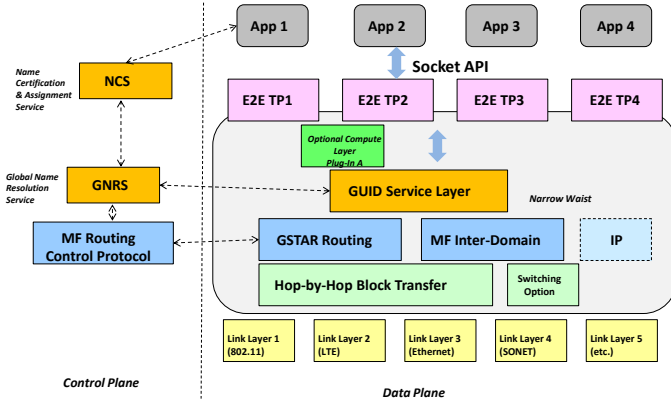 App 1
App 2
App 3
App 4
Socket API
Name
Certification
& Assignment
Service
NCS
E2E TP1
E2E TP2
E2E TP3
E2E TP4
Optional Compute
Layer
Plug-In A
Global Name
Resolution
Service
GNRS
GUID Service Layer
Narrow Waist
MF Routing
Control Protocol
GSTAR Routing
MF Inter-Domain
IP
Hop-by-Hop Block Transfer
Switching
Option
Link Layer 1
(802.11)
Link Layer 2
(LTE)
Link Layer 3
(Ethernet)
Link Layer 4
(SONET)
Link Layer 5
(etc.)
Control Plane
Data Plane